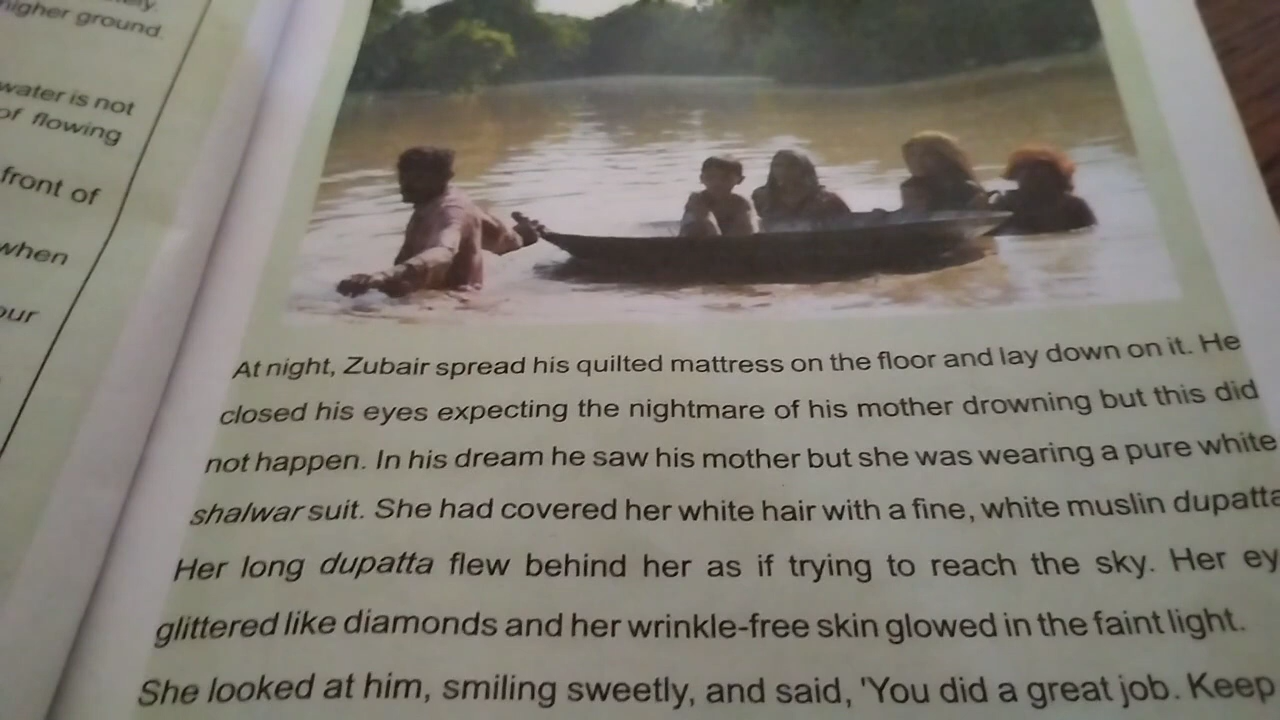 higher ground.
water is not
of flowing
front of
when
At night, Zubair spread his quilted mattress on the floor and lay down on it. He
closed his eyes expecting the nightmare of his mother drowning but this did
not happen. In his dream he saw his mother but she was wearing a pure white
shalwar suit. She had covered her white hair with a fine, white muslin dupatta
Her long dupatta flew behind her as if trying to reach the sky. Her ey
glittered like diamonds and her wrinkle-free skin glowed in the faint light.
She looked at him, smiling sweetly, and said, 'You did a great job. Keep